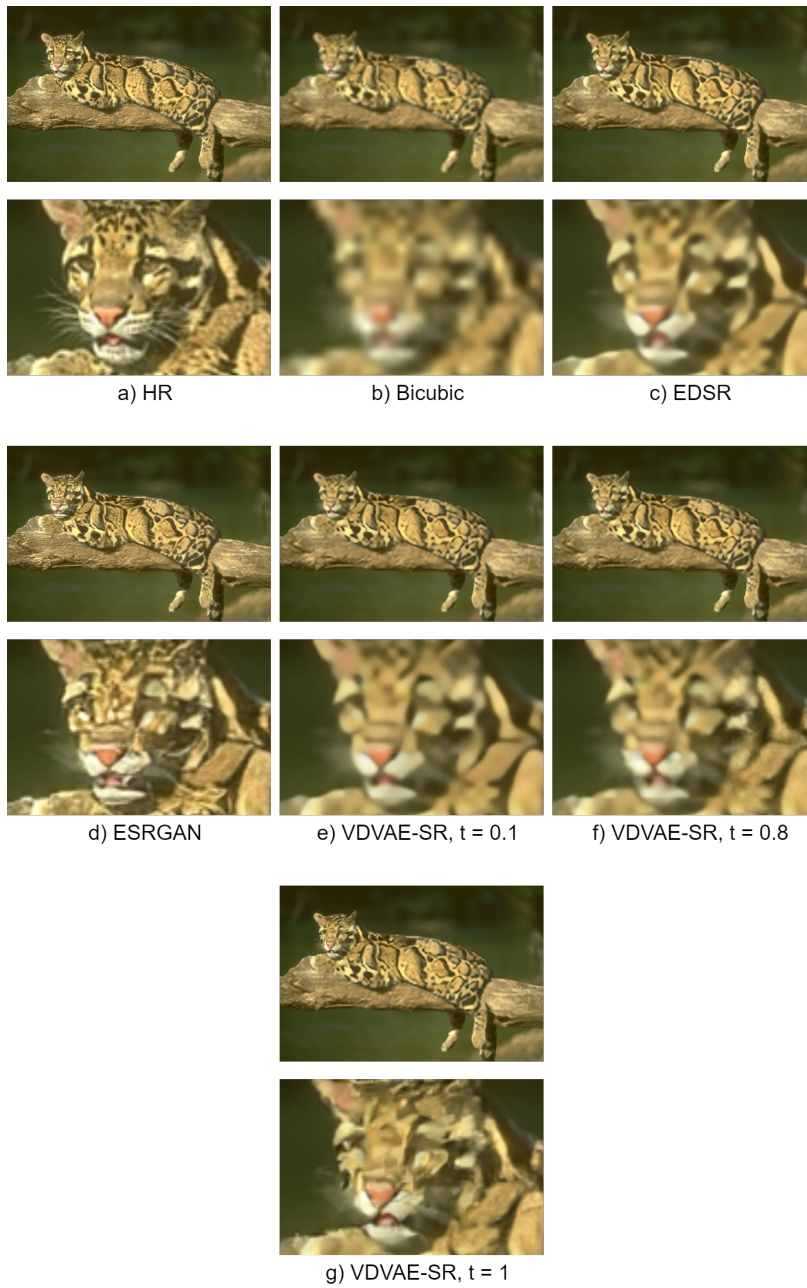 a) HR
b) Bicubic
c) EDSR
d) ESRGAN
e) VDVAE-SR, t = 0.1
f) VDVAE-SR, t = 0.8
g) VDVAE-SR, t = 1